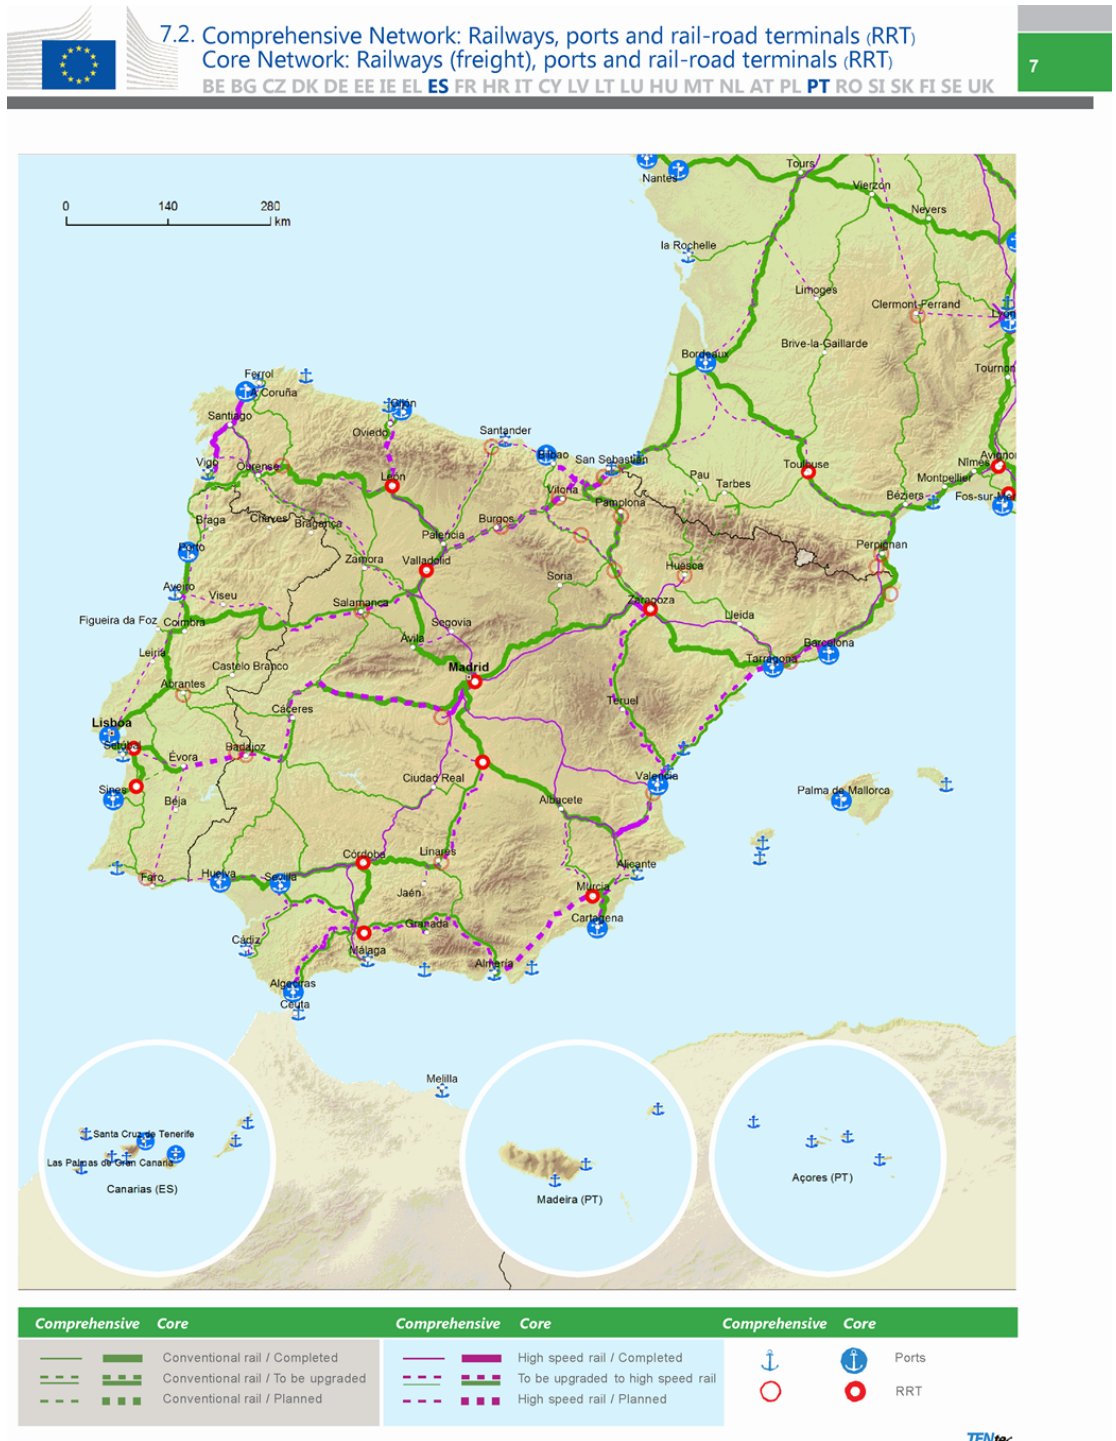 7.2. Comprehensive Network: Railways, ports and rail-road terminals (RRT)
Core Network: Railways (freight), ports and rail-road terminals (RRT)
7
BE BG CZ DK DE EE IE EL ES FR HR IT CY LV LT LU HU MT NL AT PL PT RO SI SK FI SE UK
0 140 280
km
Tours
Nantes
Vierzon
Nevers
la Rochelle
Limoges
Clermont-Ferrand
Lyon
Brive-la-Gaillarde
Bordeaux
Tournon
Ferrol
A Coruña
Gijón
Santiago
Oviedo
Santander
Bilbao
San Sebastián
Vigo
Ourense
León
Vitoria
Toulouse
Avignon
Nîmes
Pau
Tarbes
Montpellier
Béziers
Fos-sur-Mer
Pamplona
Burgos
Braga
Chaves
Bragança
Palencia
Perpignan
Porto
Zamora
Valladolid
Huesca
Soria
Aveiro
Viseu
Salamanca
Zaragoza
Lleida
Figueira da Foz
Coimbra
Segovia
Ávila
Barcelona
Leiria
Castelo Branco
Madrid
Tarragona
Abrantes
Cáceres
Teruel
Lisboa
Setúbal
Évora
Badajoz
Ciudad Real
Valencia
Sines
Béja
Albacete
Palma de Mallorca
Córdoba
Linares
Alicante
Faro
Huelva
Sevilla
Jaén
Murcia
Granada
Cartagena
Cádiz
Málaga
Almería
Algeciras
Ceuta
Melilla
Santa Cruz de Tenerife
Las Palmas de Gran Canaria
Canarias (ES)
Madeira (PT)
Açores (PT)
Comprehensive Core Comprehensive Core Comprehensive Core
Conventional rail / Completed High speed rail / Completed Ports
Conventional rail / To be upgraded To be upgraded to high speed rail RRT
Conventional rail / Planned High speed rail / Planned
TENtec